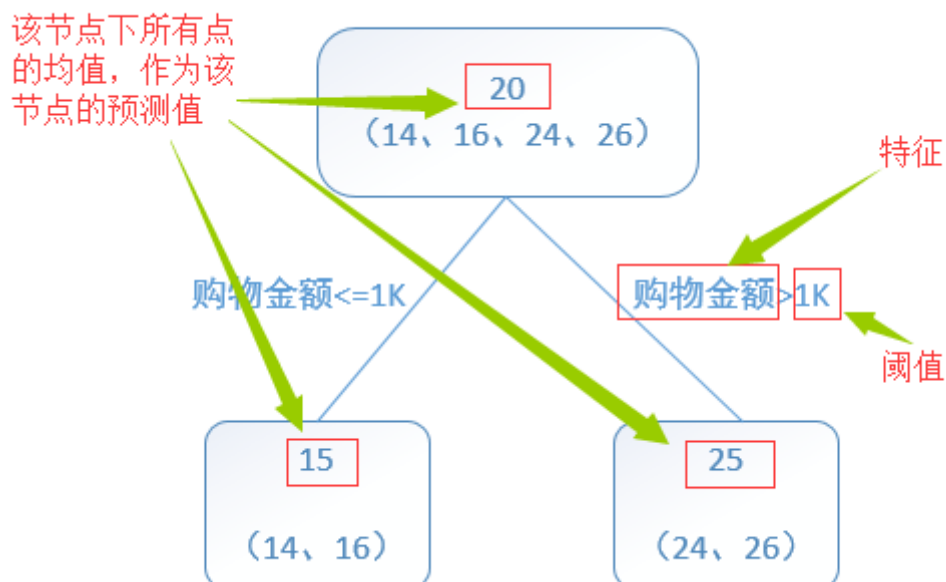 该节点下所有点
的均值，作为该
节点的预测值
20
（14、16、24、26）
特征
购物金额<=1K
购物金额>1K
阈值
15
25
（14、16）
（24、26）